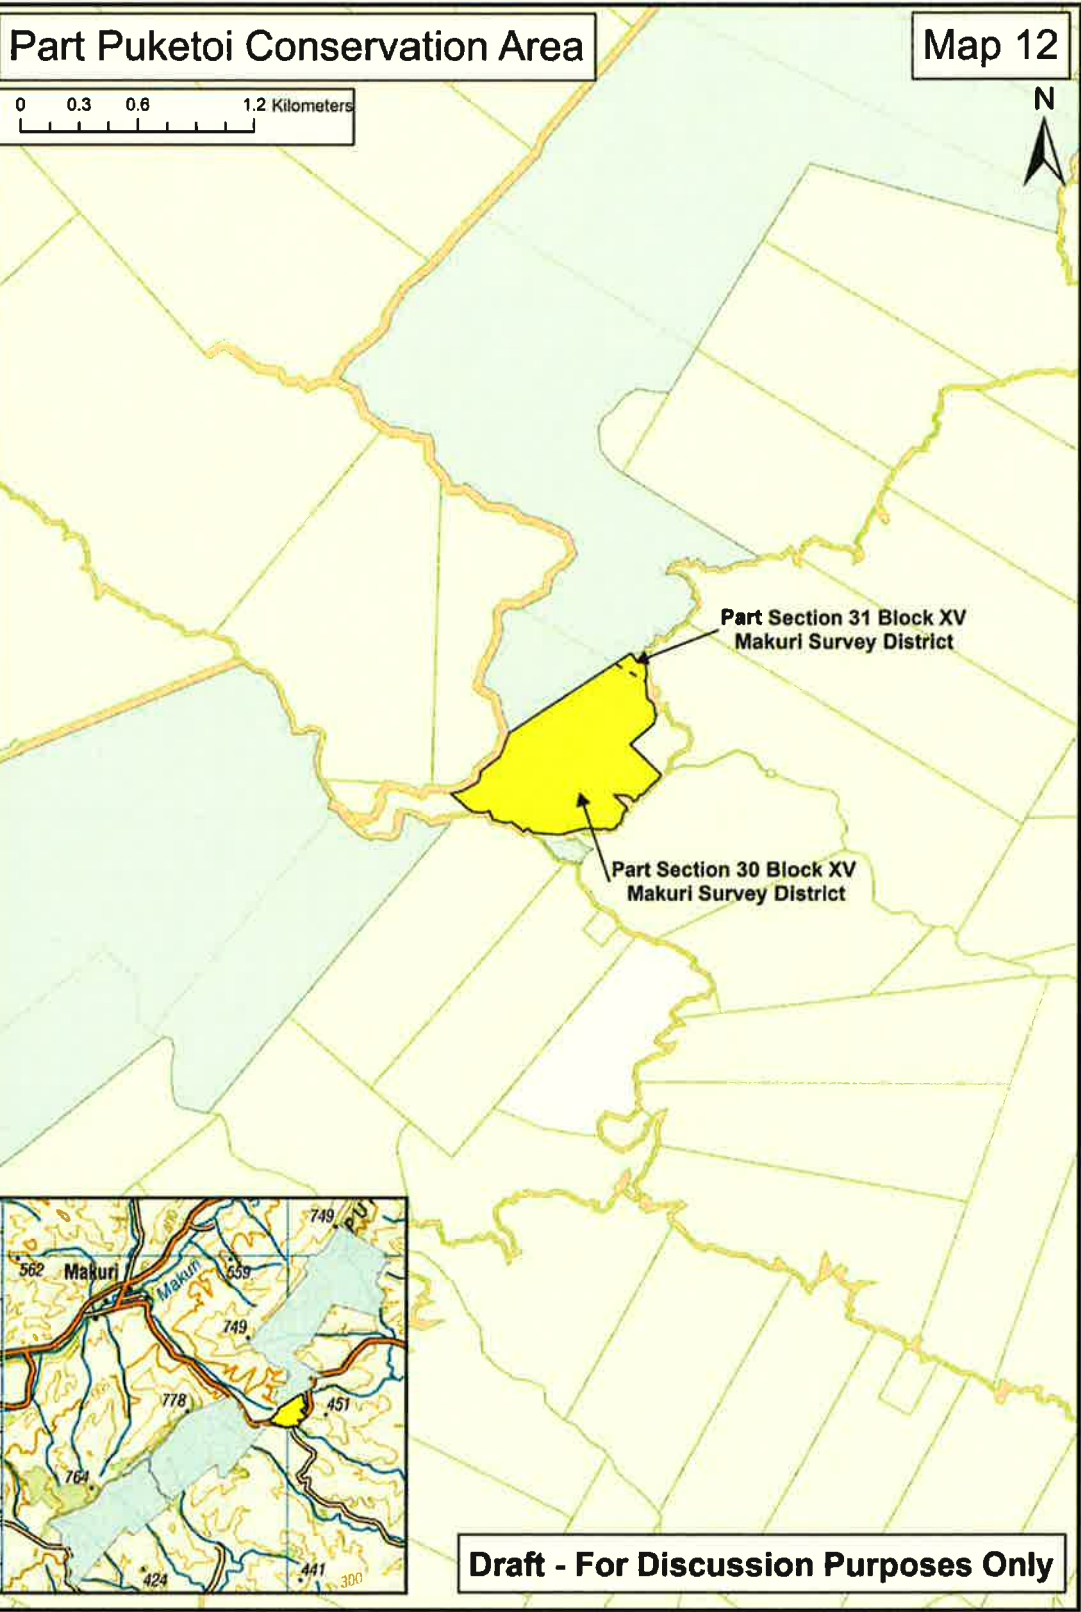 Part Puketoi Conservation Area
Map 12
0 0.3 0.6 1.2 Kilometers
N
Part Section 31 Block XV
Makuri Survey District
Part Section 30 Block XV
Makuri Survey District
749
562
Makuri
Makuri
559
749
778
451
764
424
441
300
Draft - For Discussion Purposes Only